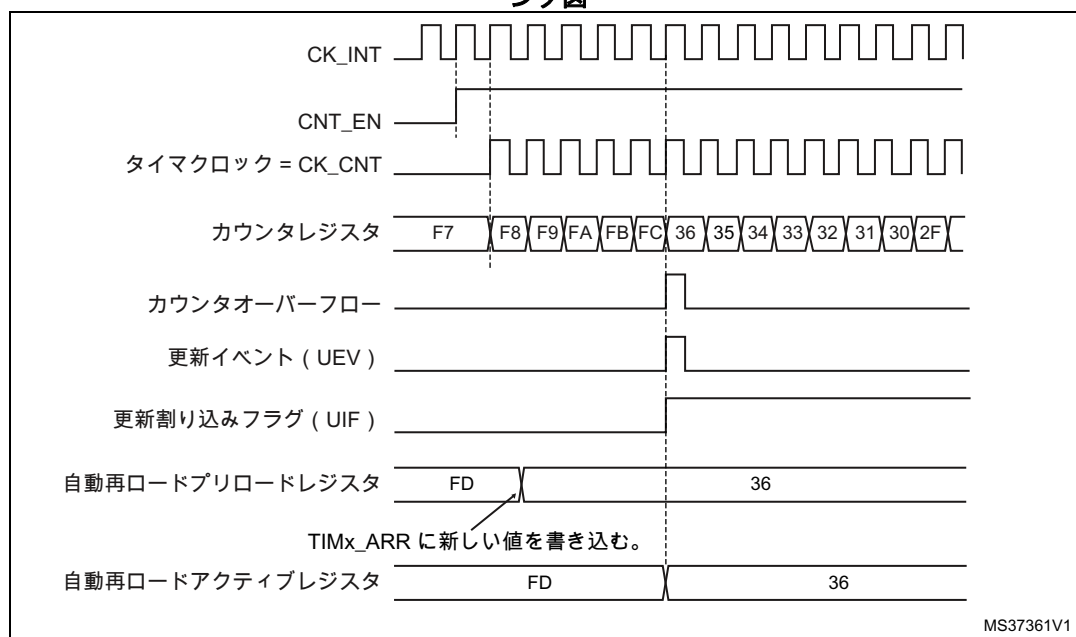 ング図
CK_INT
CNT_EN
タイマクロック = CK_CNT
カウンタレジスタ F7 F8 F9 FA FB FC 36 35 34 33 32 31 30 2F
カウンタオーバーフロー
更新イベント ( UEV )
更新割り込みフラグ ( UIF )
自動再ロードプリロードレジスタ FD 36
TIMx_ARR に新しい値を書き込む。
自動再ロードアクティブレジスタ FD 36
MS37361V1